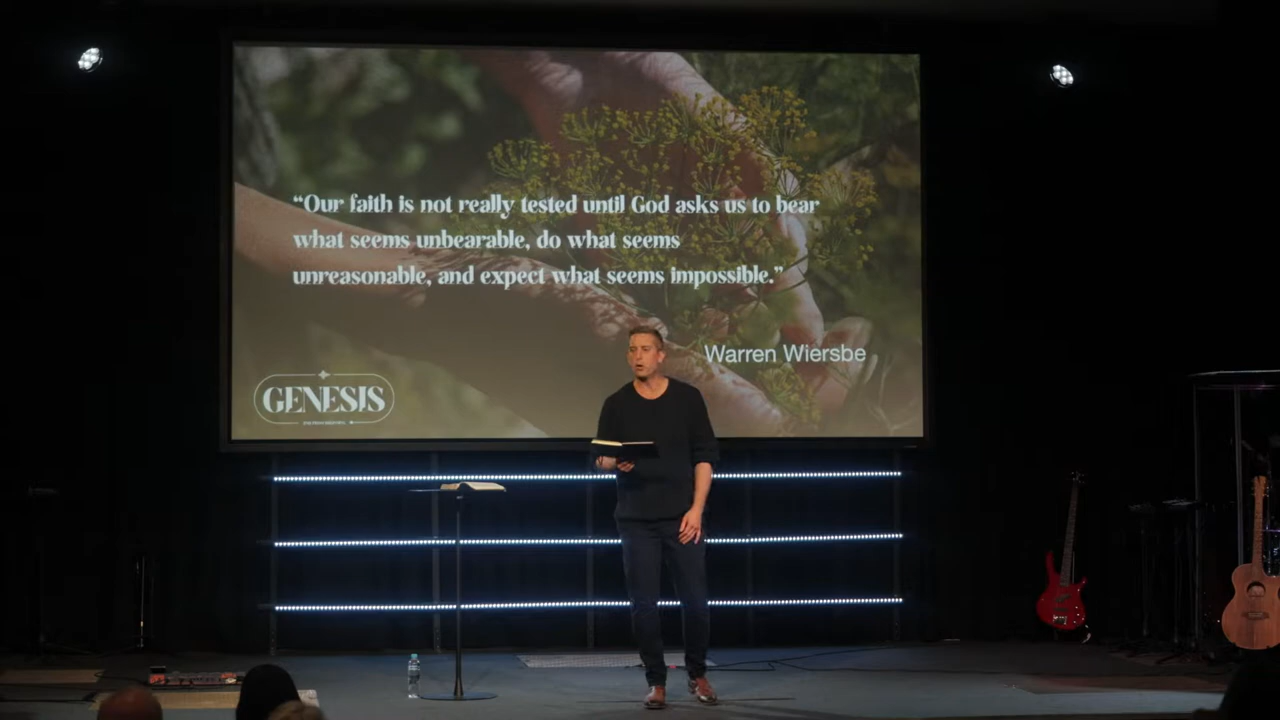 “Our faith is not really tested until God asks us to bear
what seems unbearable, do what seems
unreasonable, and expect what seems impossible.”
Warren Wiersbe
GENESIS